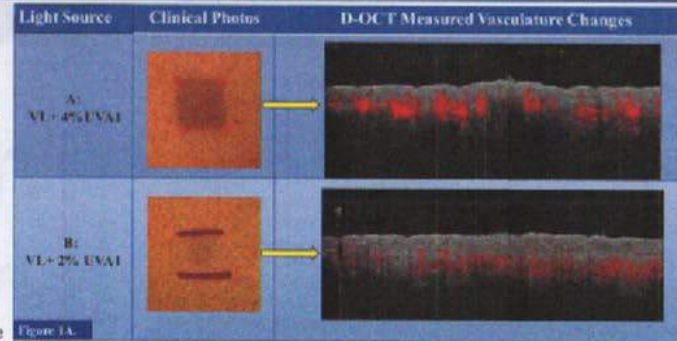 Light Source Clinical Photos D-OCT Measured Vasculature Changes
A:
VL + 4% UVA1
B:
VL+ 2% UVA1
Figure 1A.
e